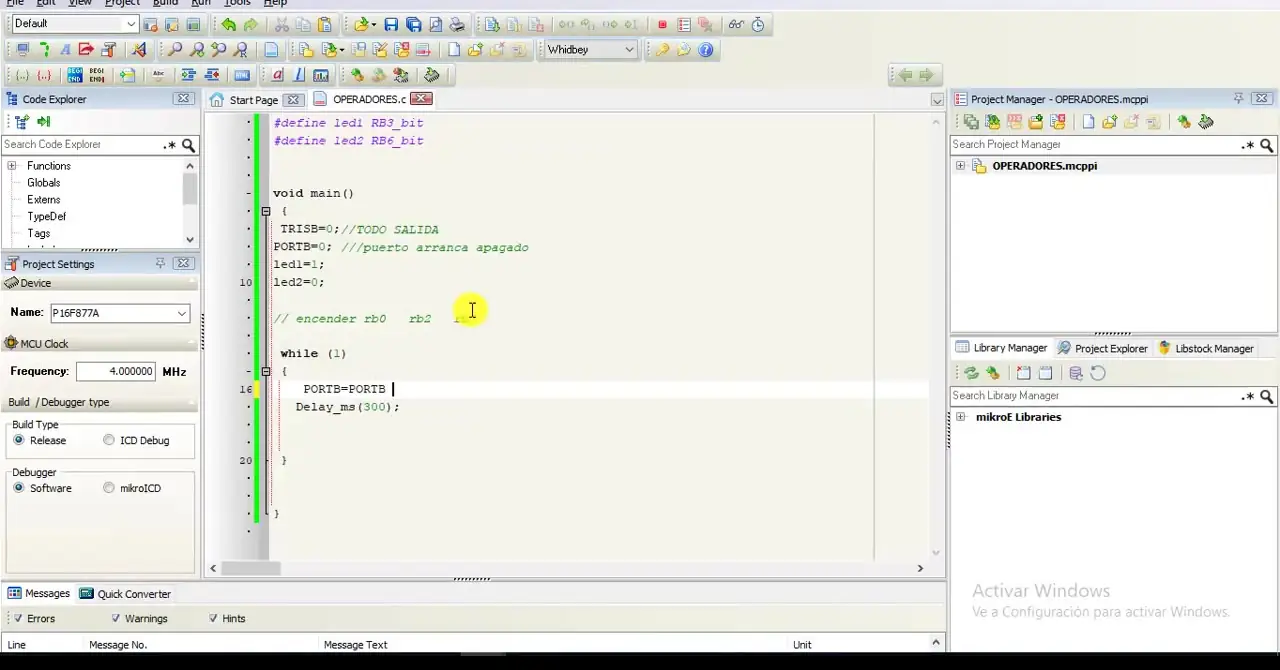 File Edit View Project Build Run Tools Help
Default
Whidbey
Code Explorer
Start Page
OPERADORES.c
Project Manager - OPERADORES.mcppi
Search Code Explorer
Functions
Globals
Externs
TypeDef
Tags
Project Settings
Device
Name: P16F877A
MCU Clock
Frequency: 4.000000 MHz
Build /Debugger type
Build Type
Release ICD Debug
Debugger
Software mikroICD
#define led1 RB3_bit
#define led2 RB6_bit
void main()
{
TRISB=0;//TODO SALIDA
PORTB=0; ///puerto arranca apagado
led1=1;
10 led2=0;
// encender rb0 rb2
while (1)
{
16 PORTB=PORTB
Delay_ms(300);
20 }
}
Search Project Manager
OPERADORES.mcppi
Library Manager Project Explorer Libstock Manager
Search Library Manager
mikroE Libraries
Messages Quick Converter
Errors Warnings Hints
Line Message No. Message Text Unit
Activar Windows
Ve a Configuración para activar Windows.